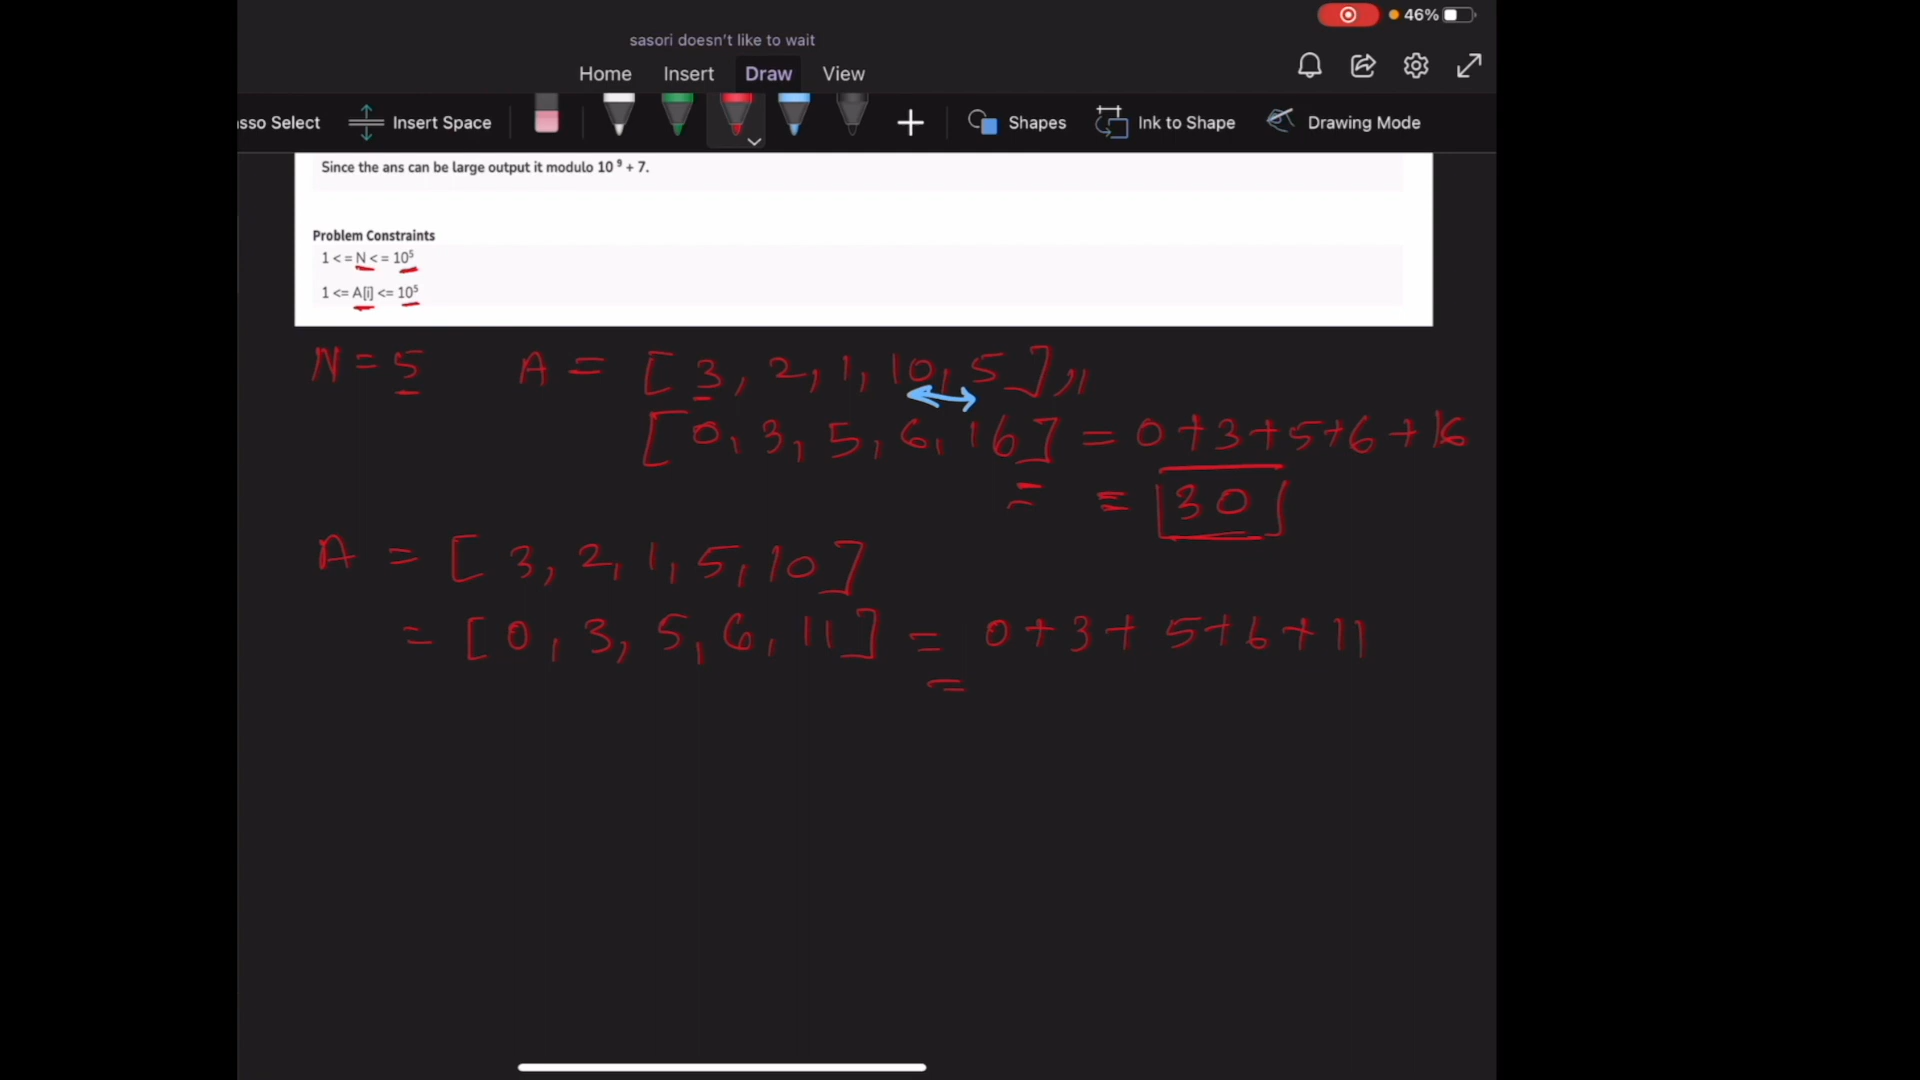 46%
sasori doesn't like to wait
Home Insert Draw View
asso Select Insert Space Shapes Ink to Shape Drawing Mode
Since the ans can be large output it modulo 10 9 + 7.
Problem Constraints
1 < = N < = 10⁵
1 <= A[i] <= 10⁵
N = 5 A = [ 3, 2, 1, 10, 5 ] ,,
[ 0, 3, 5, 6, 16 ] = 0 + 3 + 5 + 6 + 16
= = 30
A = [ 3, 2, 1, 5, 10 ]
= [ 0, 3, 5, 6, 11 ] = 0 + 3 + 5 + 6 + 11
=